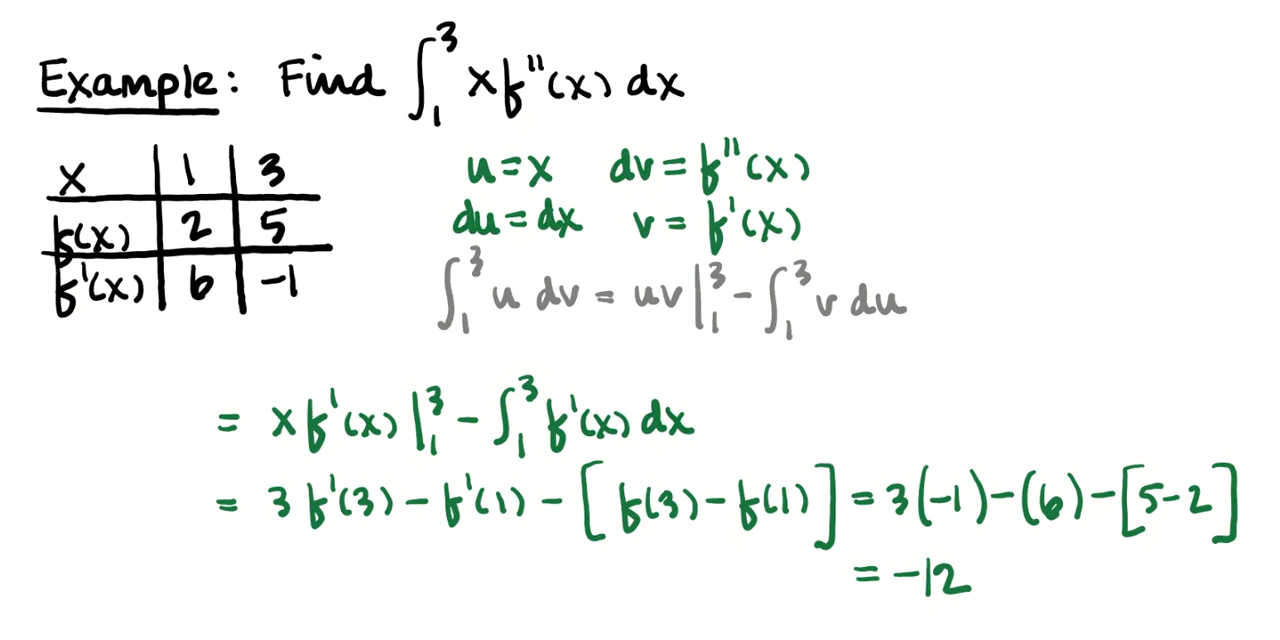 Example: Find ∫₁³ x f''(x) dx
x | 1 | 3
f(x) | 2 | 5
f'(x) | 6 | -1
u = x dv = f''(x)
du = dx v = f'(x)
∫₁³ u dv = uv|₁³ - ∫₁³ v du
= x f'(x) |₁³ - ∫₁³ f'(x) dx
= 3 f'(3) - f'(1) - [f(3) - f(1)] = 3(-1) - (6) - [5 - 2]
= -12